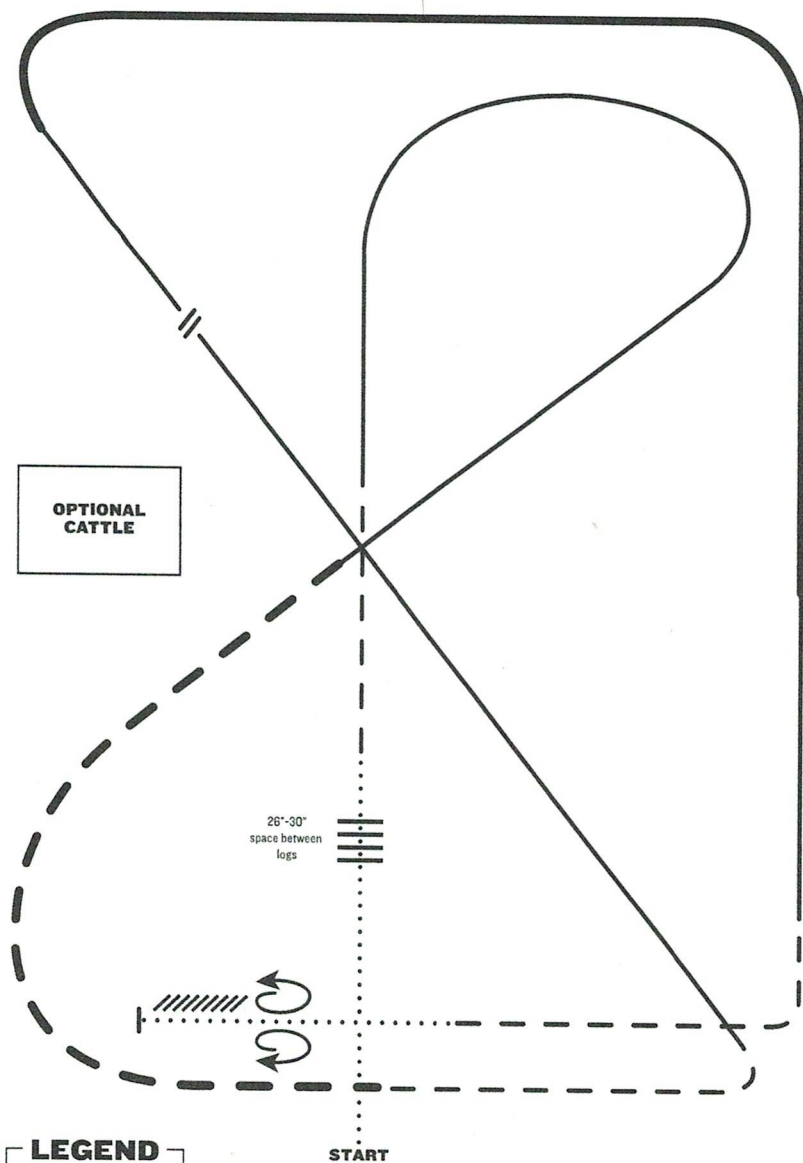 OPTIONAL
CATTLE
26"-30"
space between
logs
LEGEND
START